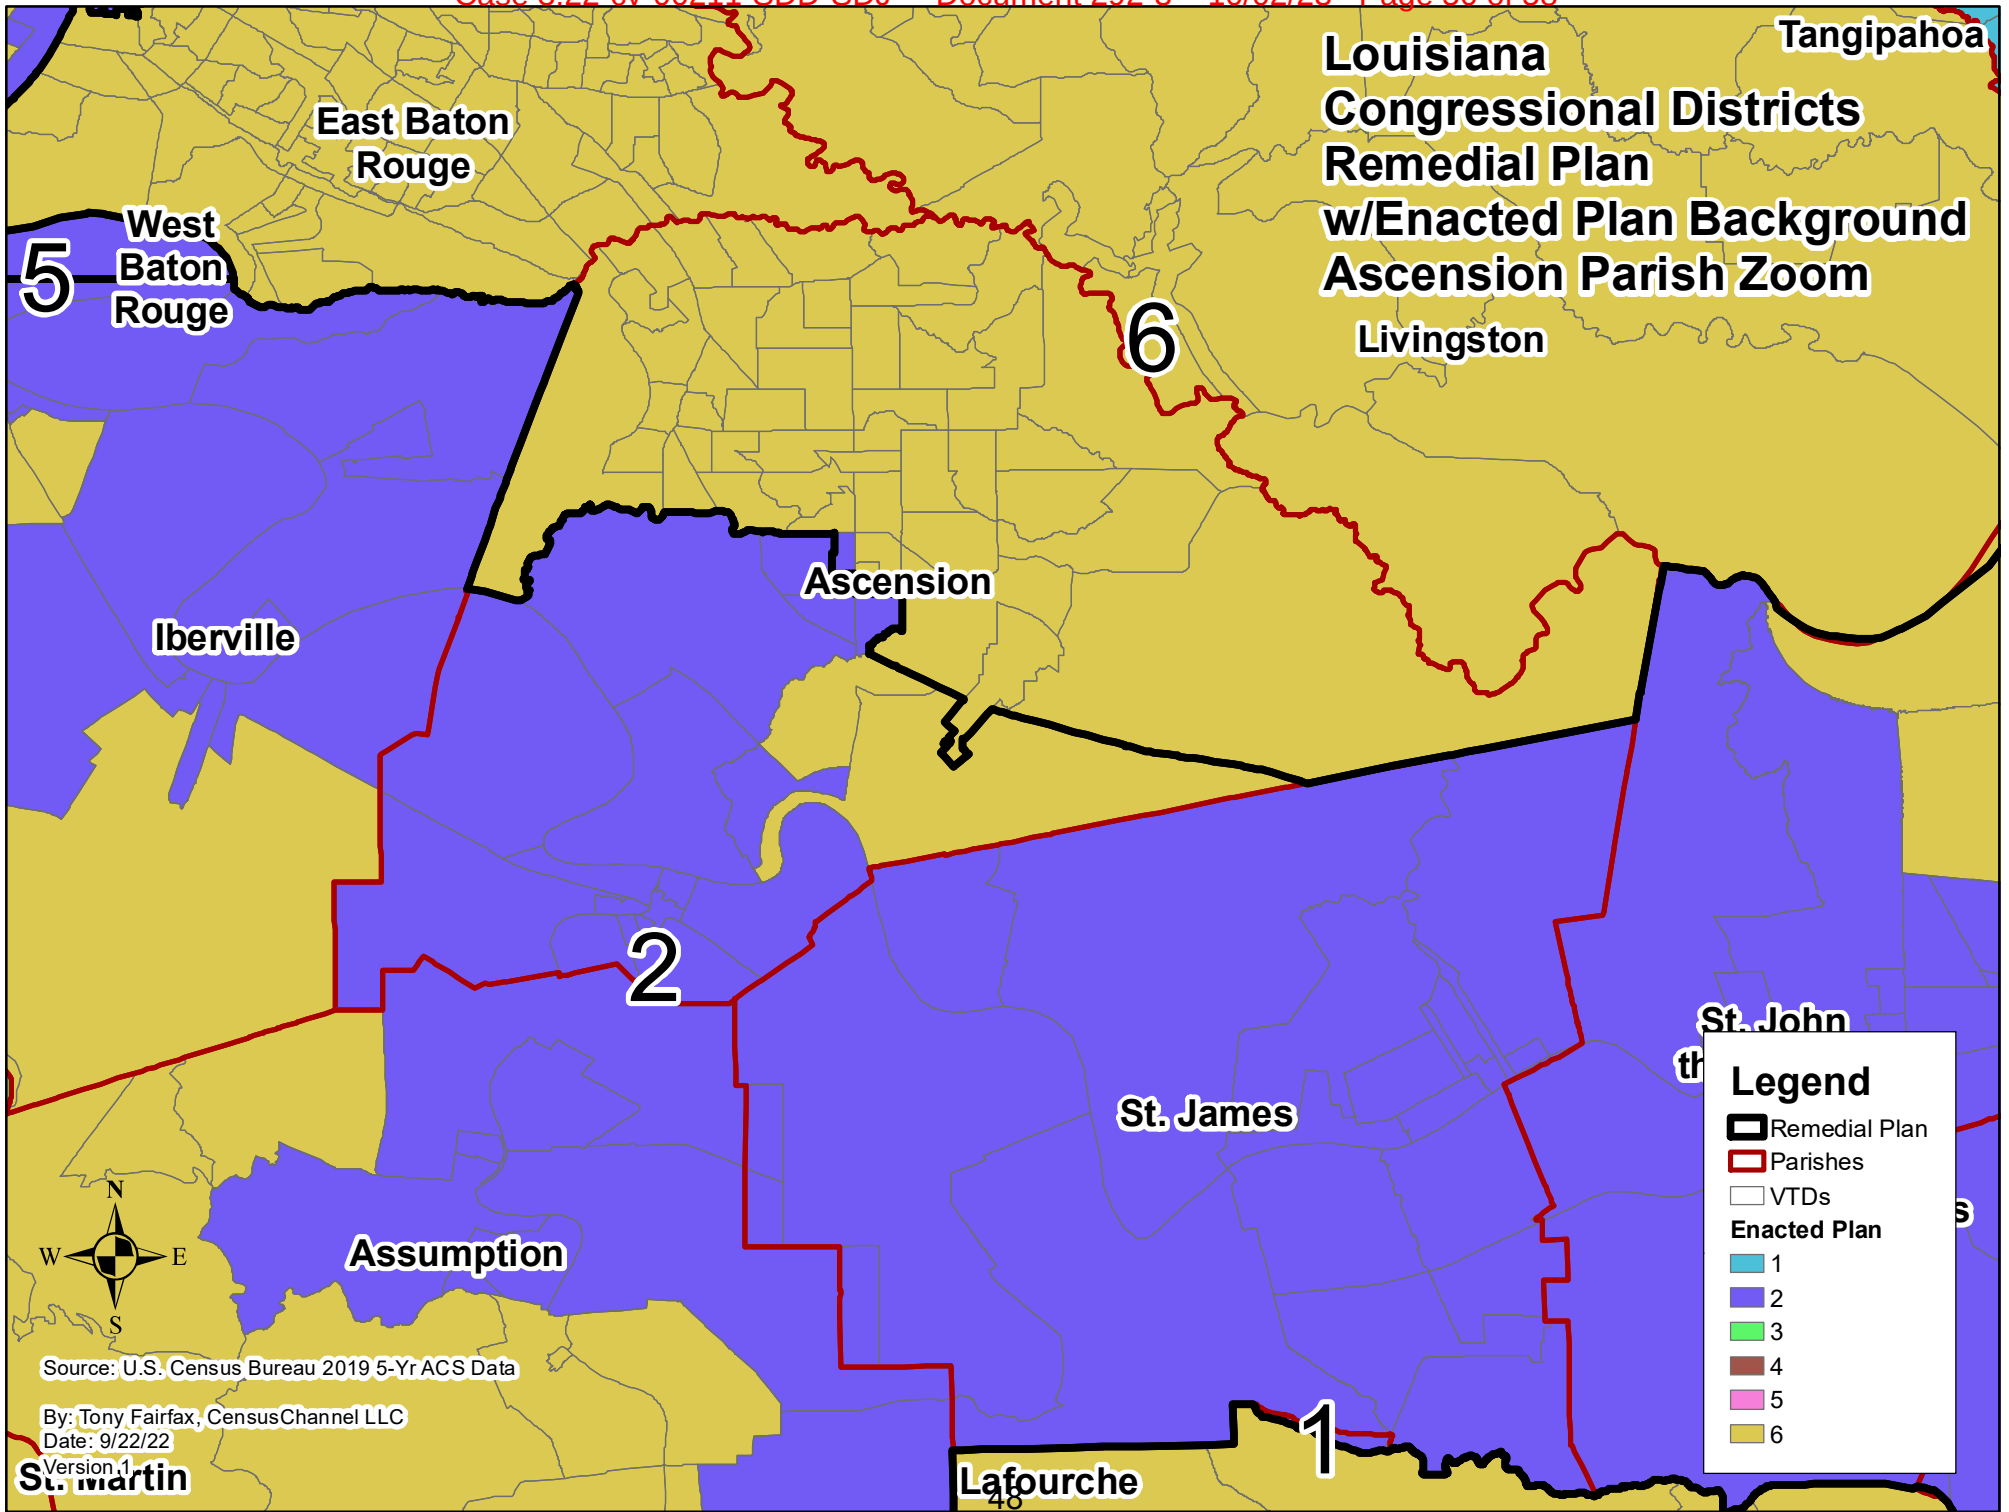 Louisiana
Congressional Districts
Remedial Plan
w/Enacted Plan Background
Ascension Parish Zoom
Tangipahoa
East Baton
Rouge
West
Baton
Rouge
5
6
Livingston
Ascension
Iberville
2
St. John
St. James
Assumption
1
Lafourche
48
St. Martin
N
W
E
S
Source: U.S. Census Bureau 2019 5-Yr ACS Data
By: Tony Fairfax, CensusChannel LLC
Date: 9/22/22
Version 1
Legend
Remedial Plan
Parishes
VTDs
Enacted Plan
1
2
3
4
5
6